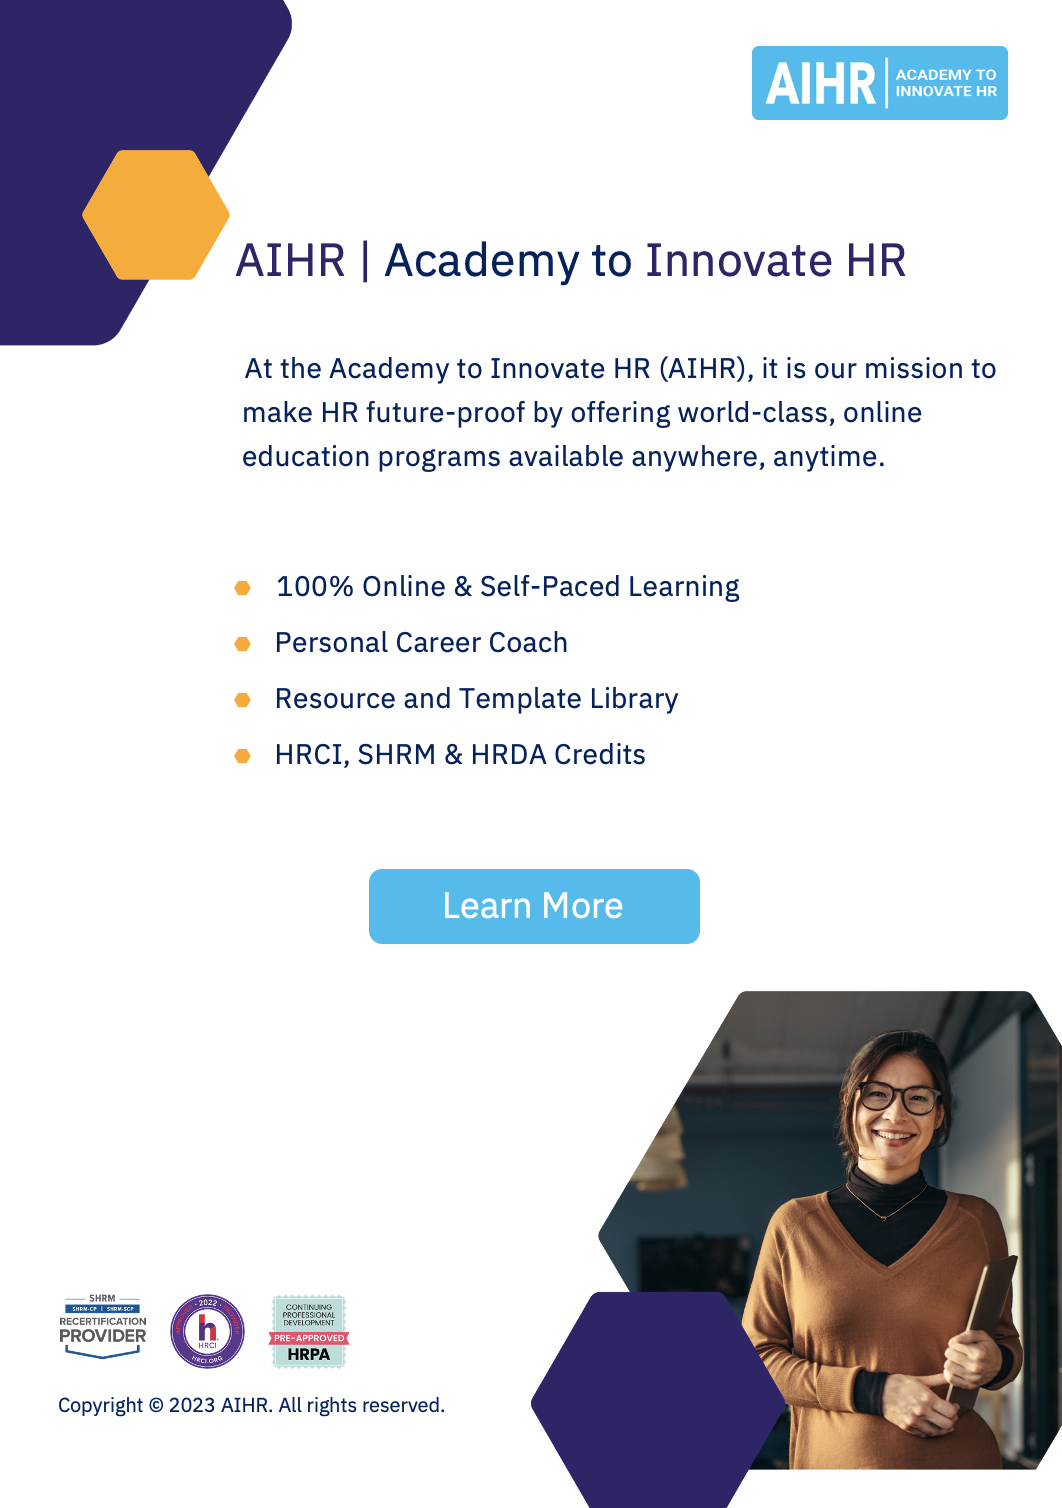 AIHR
ACADEMY TO
INNOVATE HR
AIHR | Academy to Innovate HR
At the Academy to Innovate HR (AIHR), it is our mission to
make HR future-proof by offering world-class, online
education programs available anywhere, anytime.
100% Online & Self-Paced Learning
Personal Career Coach
Resource and Template Library
HRCI, SHRM & HRDA Credits
Learn More
SHRM
SHRM-CP | SHRM-SCP
RECERTIFICATION
PROVIDER
2022
h
HRCI
HRCI.ORG
CONTINUING
PROFESSIONAL
DEVELOPMENT
PRE-APPROVED
HRPA
Copyright © 2023 AIHR. All rights reserved.